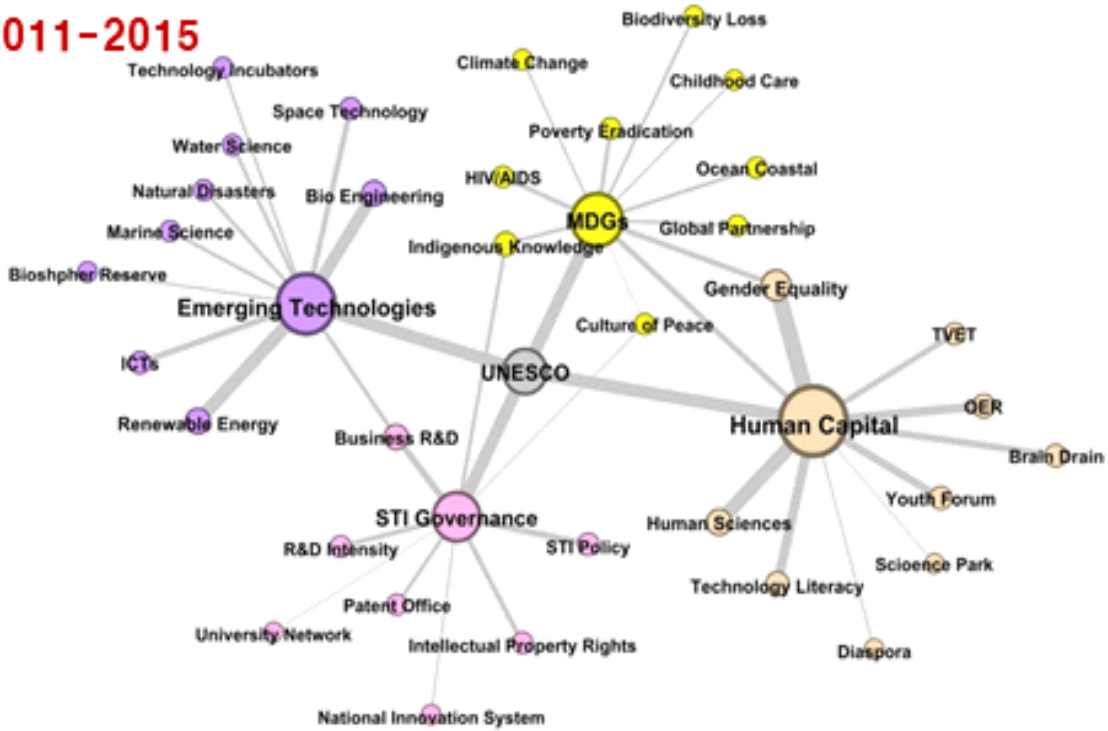 011-2015
Biodiversity Loss
Technology Incubators
Climate Change
Childhood Care
Space Technology
Poverty Eradication
Water Science
Ocean Coastal
HIV/AIDS
Natural Disasters
Bio Engineering
MDGs
Global Partnership
Marine Science
Indigenous Knowledge
Bioshpher Reserve
Gender Equality
Emerging Technologies
Culture of Peace
TVET
ICTs
UNESCO
OER
Renewable Energy
Human Capital
Business R&D
Brain Drain
Youth Forum
STI Governance
Human Sciences
R&D Intensity
STI Policy
Scioence Park
Technology Literacy
Patent Office
University Network
Intellectual Property Rights
Diaspora
National Innovation System